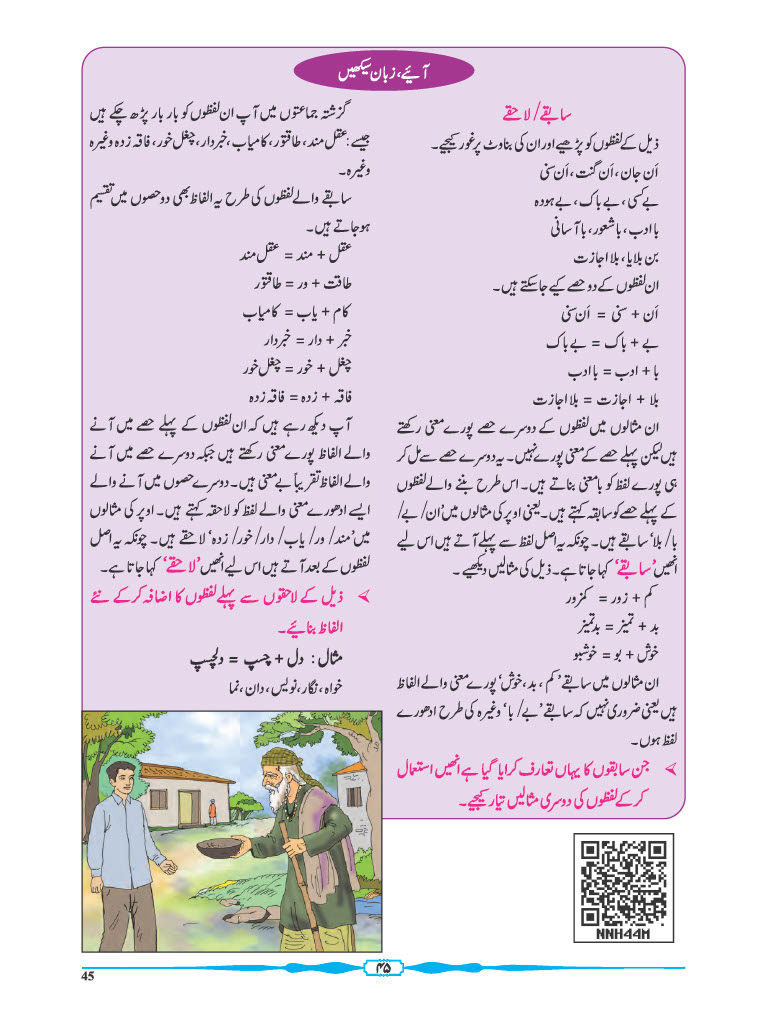 آئیے، زبان سیکھیں
سابقے/ لاحقے
ذیل کے لفظوں کو پڑھیے اور ان کی بناوٹ پر غور کیجیے۔
اَن جان، اَن گنت، اَن سنی
بے کسی، بے باک، بے ہودہ
با ادب، با شعور، با آسانی
بن بلایا، بلا اجازت
ان لفظوں کے دو حصے کیے جا سکتے ہیں۔
اَن + سنی = اَن سنی
بے + باک = بے باک
با + ادب = با ادب
بلا + اجازت = بلا اجازت
ان مثالوں میں لفظوں کے دوسرے حصے پورے معنی رکھتے
ہیں لیکن پہلے حصے کے معنی پورے نہیں۔ یہ دوسرے حصے سے مل کر
ہی پورے لفظ کو بامعنی بناتے ہیں۔ اس طرح بننے والے لفظوں
کے پہلے حصے کو سابقہ کہتے ہیں۔ یعنی اوپر کی مثالوں میں 'ان/ بے/
با/ بلا' سابقے ہیں۔ چونکہ یہ اصل لفظ سے پہلے آتے ہیں اس لیے
انھیں 'سابقے' کہا جاتا ہے۔ ذیل کی مثالیں دیکھیے۔
کم + زور = کمزور
بد + تمیز = بدتمیز
خوش + بو = خوشبو
ان مثالوں میں سابقے 'کم، بد، خوش' پورے معنی والے الفاظ
ہیں یعنی ضروری نہیں کہ سابقے 'بے/ با' وغیرہ کی طرح ادھورے
لفظ ہوں۔
➤ جن سابقوں کا یہاں تعارف کرایا گیا ہے انھیں استعمال
کرکے لفظوں کی دوسری مثالیں تیار کیجیے۔
گزشتہ جماعتوں میں آپ ان لفظوں کو بار بار پڑھ چکے ہیں
جیسے: عقل مند، طاقتور، کامیاب، خبردار، چغل خور، فاقہ زدہ وغیرہ
وغیرہ۔
سابقے والے لفظوں کی طرح یہ الفاظ بھی دو حصوں میں تقسیم
ہوجاتے ہیں۔
عقل + مند = عقل مند
طاقت + ور = طاقتور
کام + یاب = کامیاب
خبر + دار = خبردار
چغل + خور = چغل خور
فاقہ + زدہ = فاقہ زدہ
آپ دیکھ رہے ہیں کہ ان لفظوں کے پہلے حصے میں آنے
والے الفاظ پورے معنی رکھتے ہیں جبکہ دوسرے حصے میں آنے
والے الفاظ تقریباً بے معنی ہیں۔ دوسرے حصوں میں آنے والے
ایسے ادھورے معنی والے لفظ کو لاحقہ کہتے ہیں۔ اوپر کی مثالوں
میں 'مند/ ور/ یاب/ دار/ خور/ زدہ' لاحقے ہیں۔ چونکہ یہ اصل
لفظوں کے بعد آتے ہیں اس لیے انھیں 'لاحقے' کہا جاتا ہے۔
➤ ذیل کے لاحقوں سے پہلے لفظوں کا اضافہ کرکے نئے
الفاظ بنائیے۔
مثال : دل + چسپ = دلچسپ
خواہ، نگار، نویس، دان، نما
NNH44M
۴۵
45